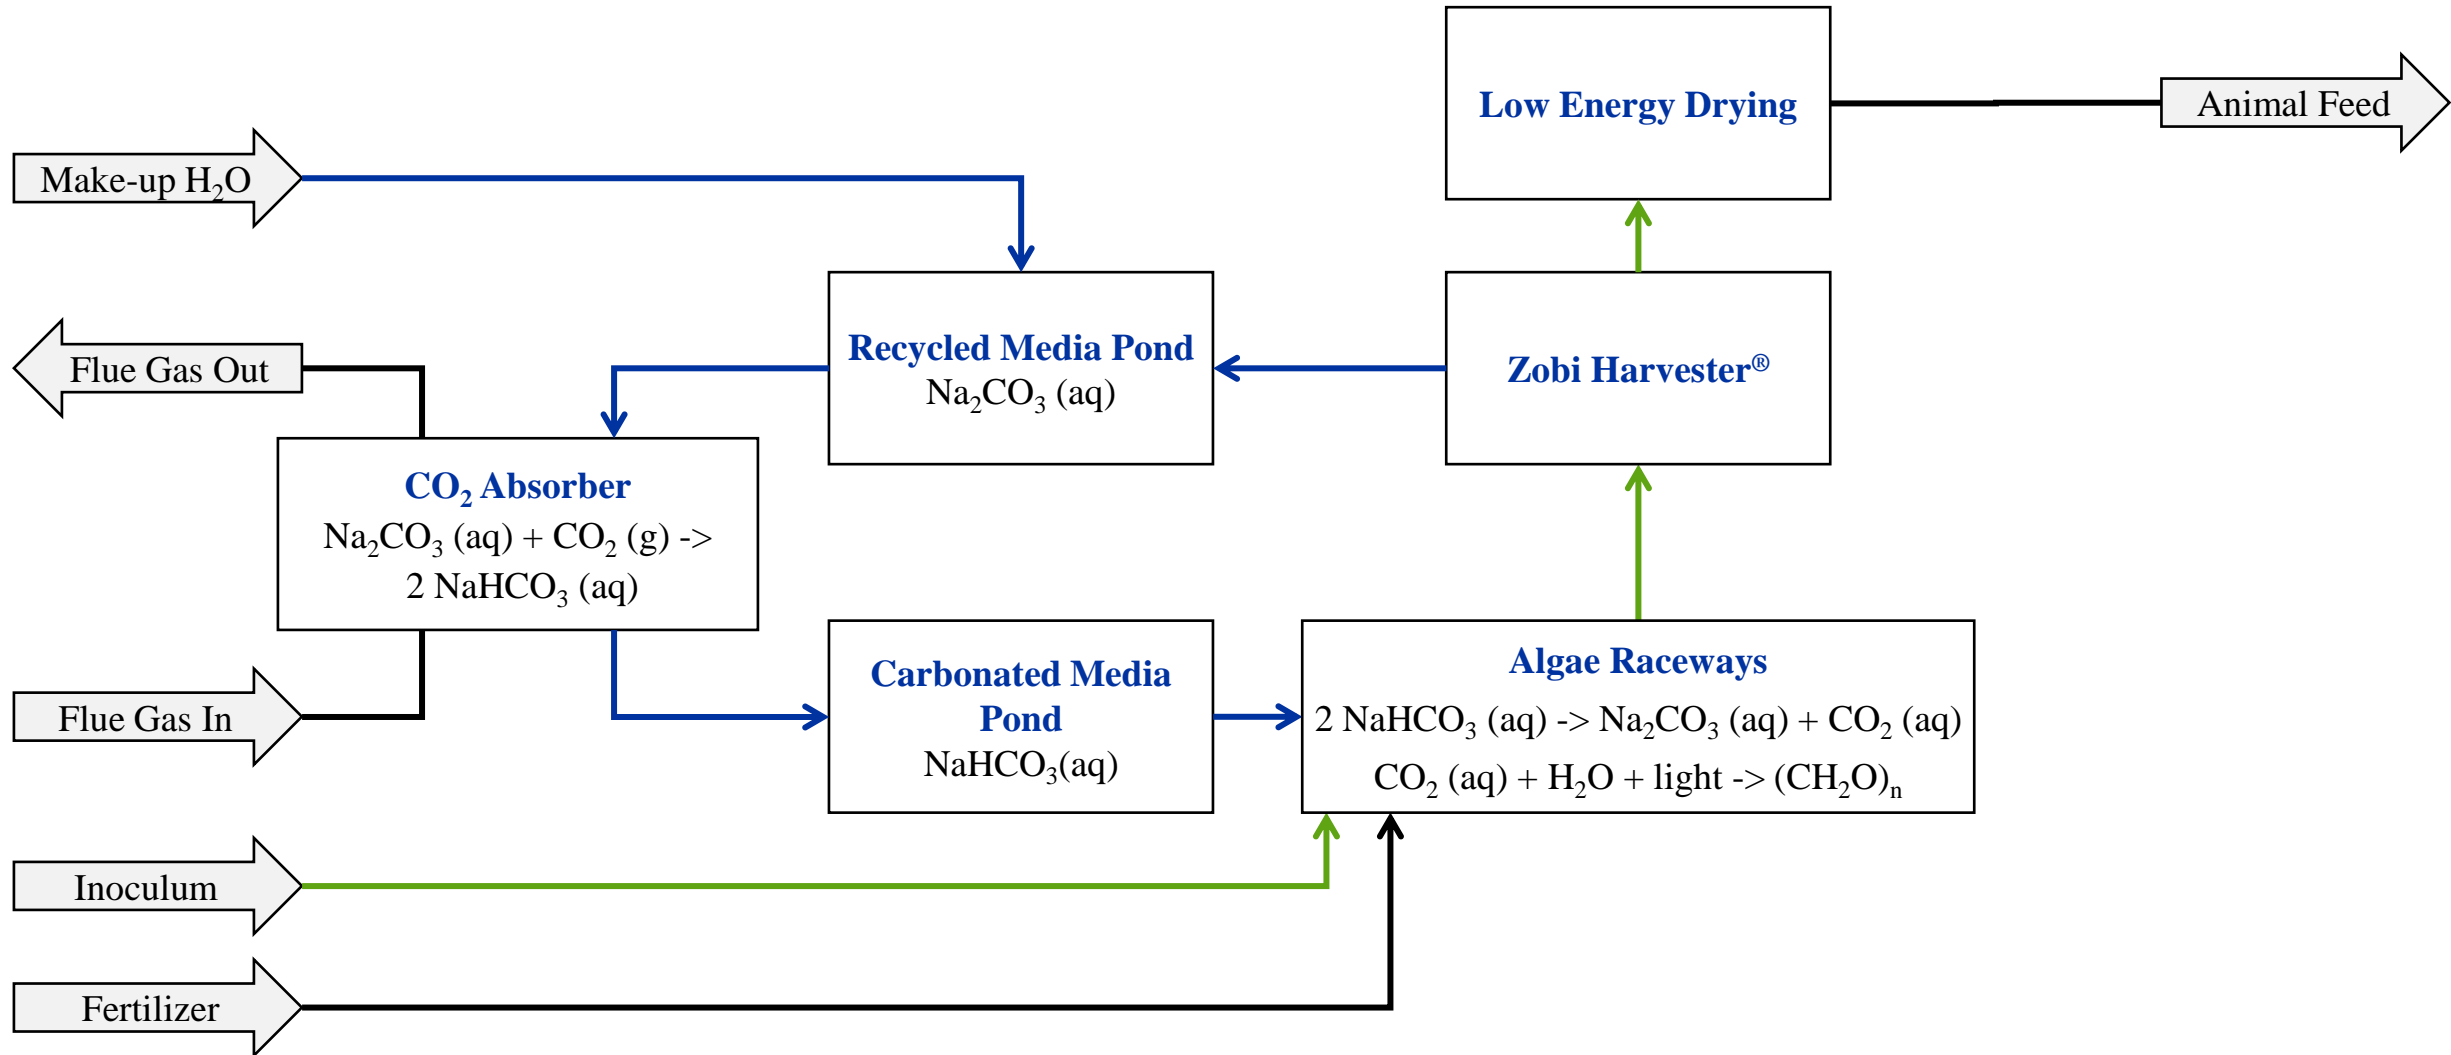 Low Energy Drying
Animal Feed
Make-up H₂O
Recycled Media Pond
Na₂CO₃ (aq)
Zobi Harvester®
Flue Gas Out
CO₂ Absorber
Na₂CO₃ (aq) + CO₂ (g) ->
2 NaHCO₃ (aq)
Flue Gas In
Carbonated Media
Pond
NaHCO₃(aq)
Algae Raceways
2 NaHCO₃ (aq) -> Na₂CO₃ (aq) + CO₂ (aq)
CO₂ (aq) + H₂O + light -> (CH₂O)ₙ
Inoculum
Fertilizer